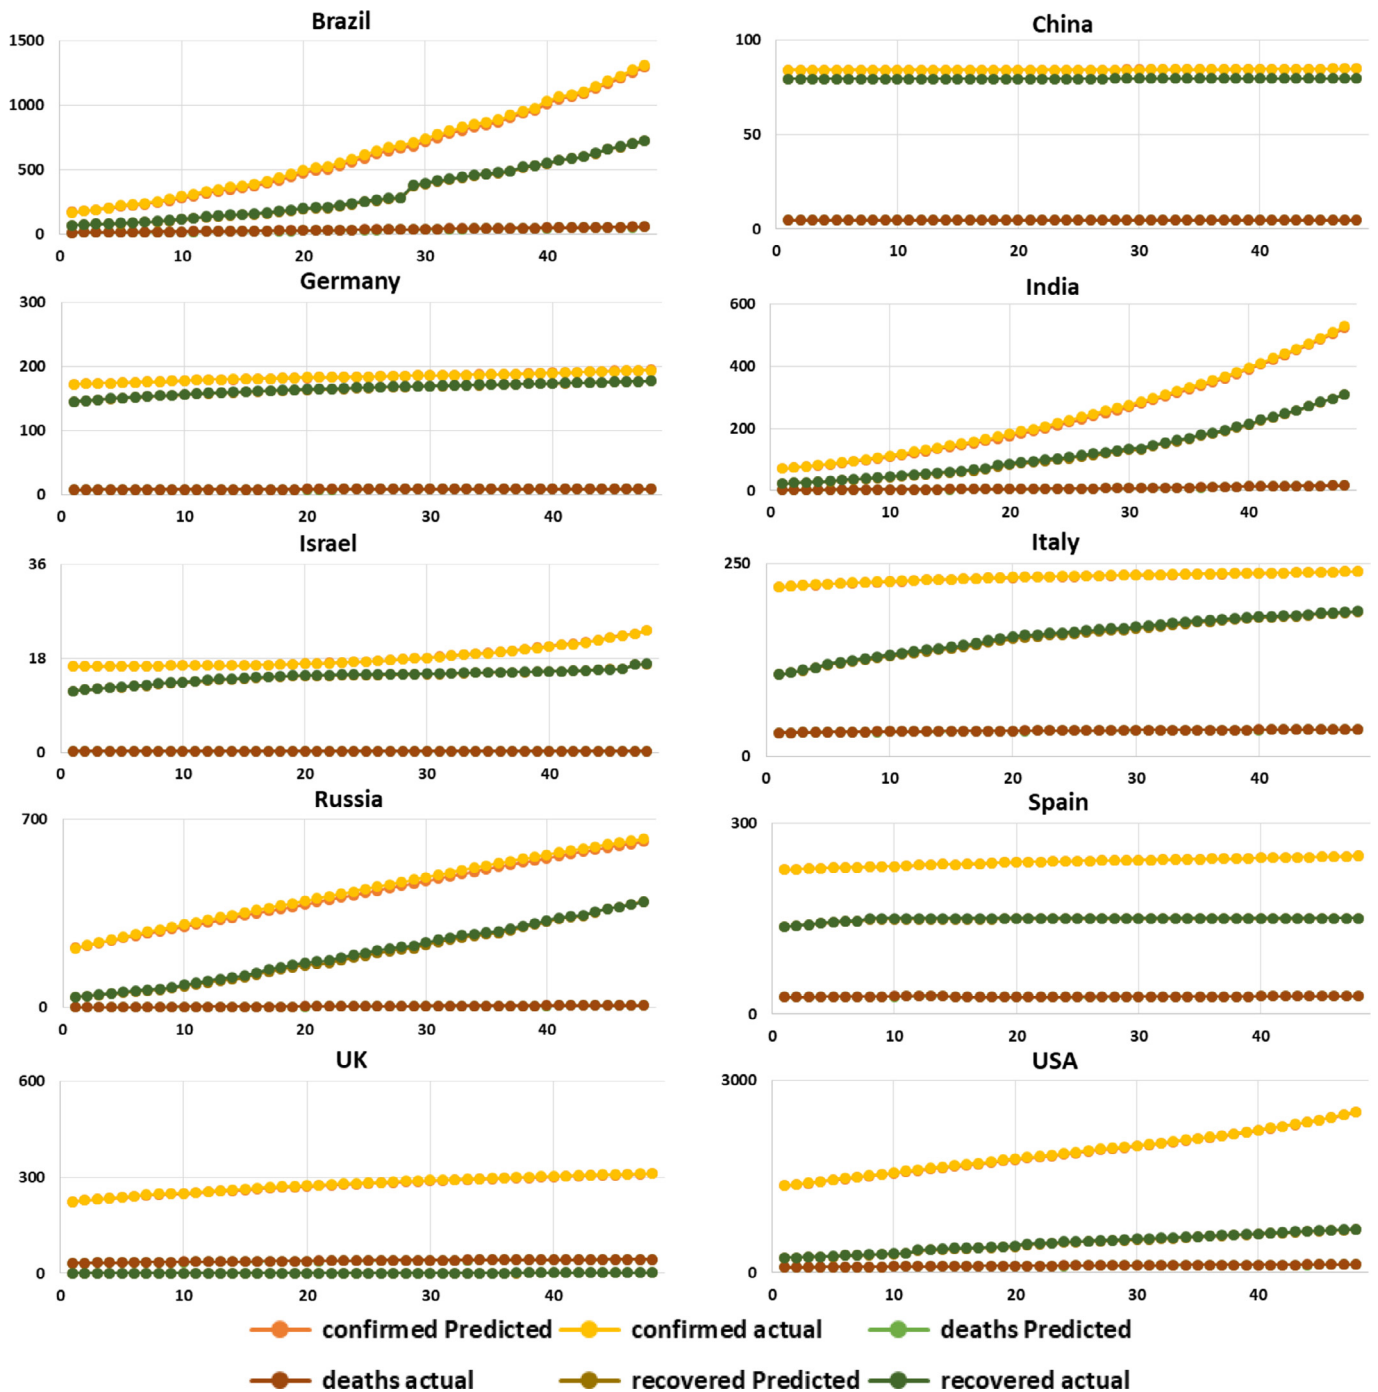 Brazil
1500
1000
500
0
0 10 20 30 40
China
100
50
0
0 10 20 30 40
Germany
300
200
100
0
0 10 20 30 40
India
600
400
200
0
0 10 20 30 40
Israel
36
18
0
0 10 20 30 40
Italy
250
0
0 10 20 30 40
Russia
700
0
0 10 20 30 40
Spain
300
0
0 10 20 30 40
UK
600
300
0
0 10 20 30 40
USA
3000
0
0 10 20 30 40
confirmed Predicted confirmed actual deaths Predicted
deaths actual recovered Predicted recovered actual